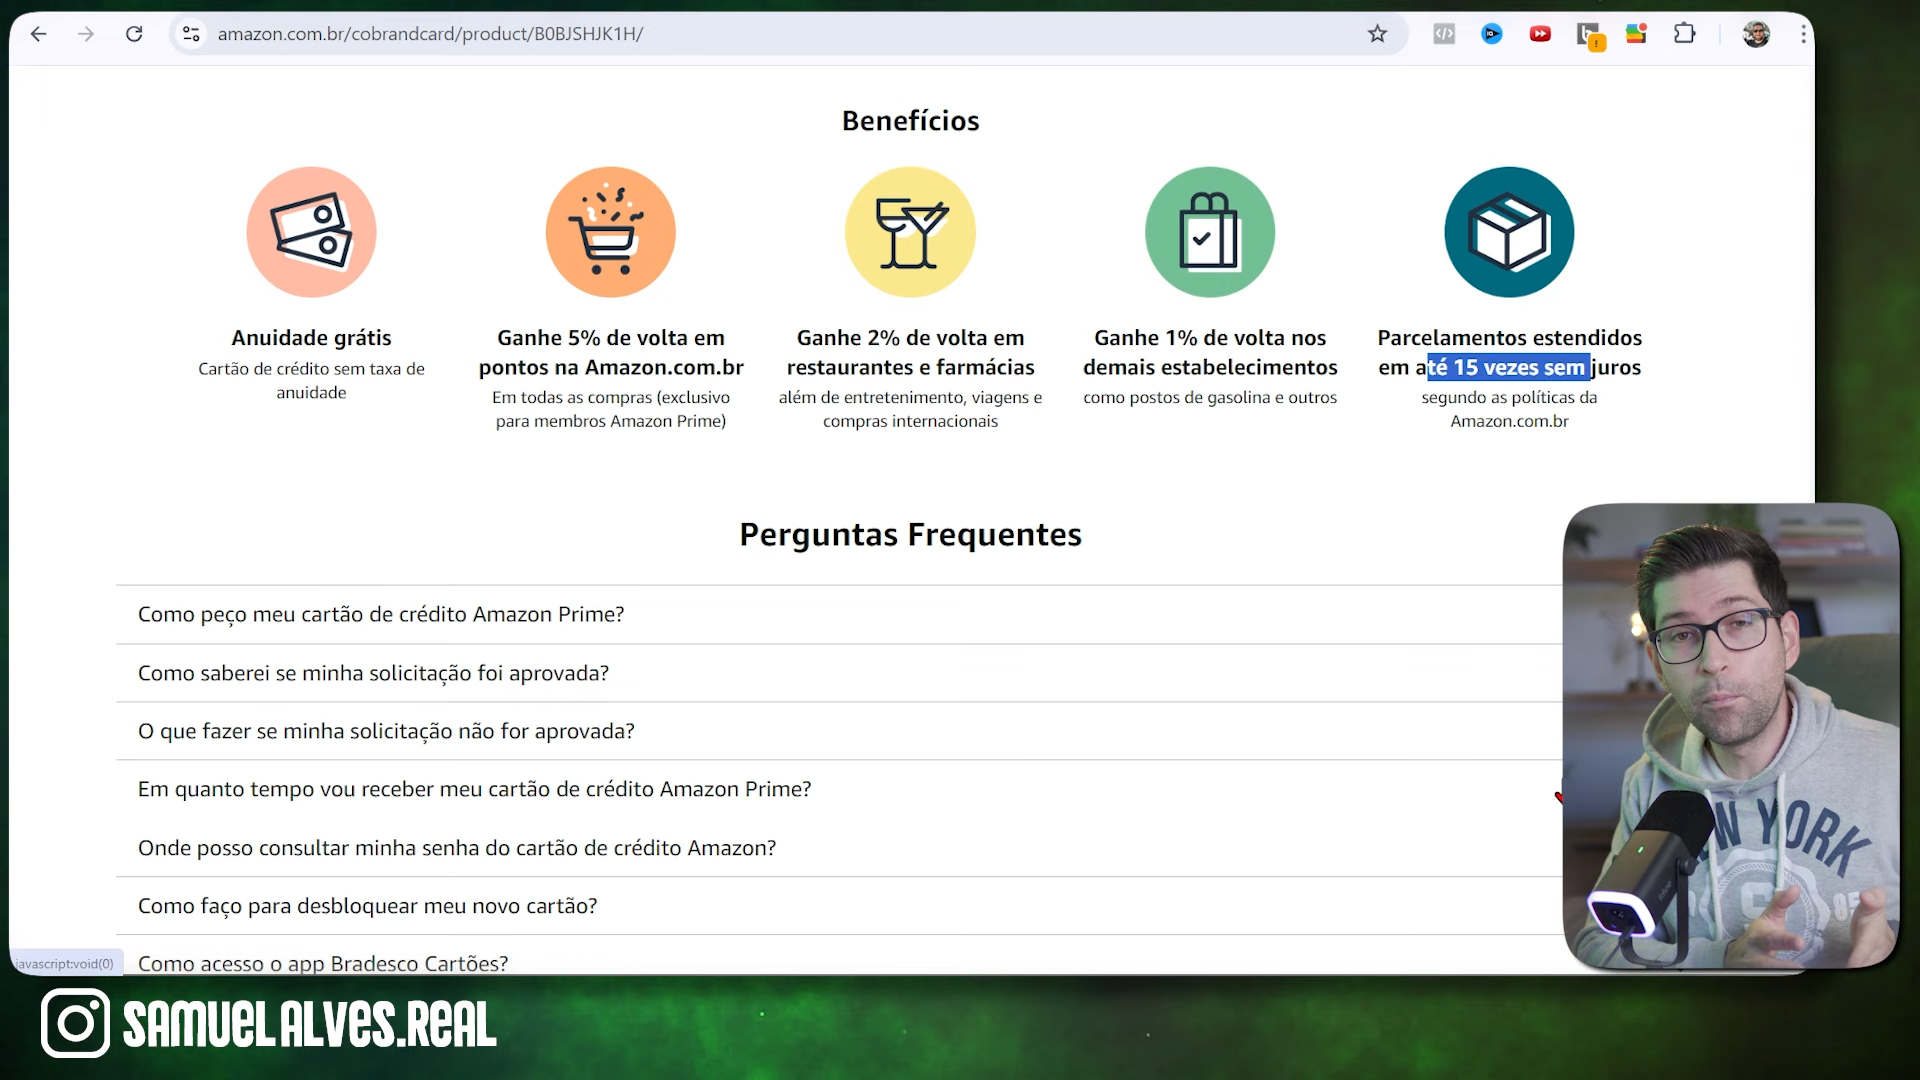 amazon.com.br/cobrandcard/product/B0BJSHJK1H/
Benefícios
Anuidade grátis
Cartão de crédito sem taxa de
anuidade
Ganhe 5% de volta em
pontos na Amazon.com.br
Em todas as compras (exclusivo
para membros Amazon Prime)
Ganhe 2% de volta em
restaurantes e farmácias
além de entretenimento, viagens e
compras internacionais
Ganhe 1% de volta nos
demais estabelecimentos
como postos de gasolina e outros
Parcelamentos estendidos
em até 15 vezes sem juros
segundo as políticas da
Amazon.com.br
Perguntas Frequentes
Como peço meu cartão de crédito Amazon Prime?
Como saberei se minha solicitação foi aprovada?
O que fazer se minha solicitação não for aprovada?
Em quanto tempo vou receber meu cartão de crédito Amazon Prime?
Onde posso consultar minha senha do cartão de crédito Amazon?
Como faço para desbloquear meu novo cartão?
Como acesso o app Bradesco Cartões?
javascript:void(0)
W YORK
85
SAMUELALVES.REAL